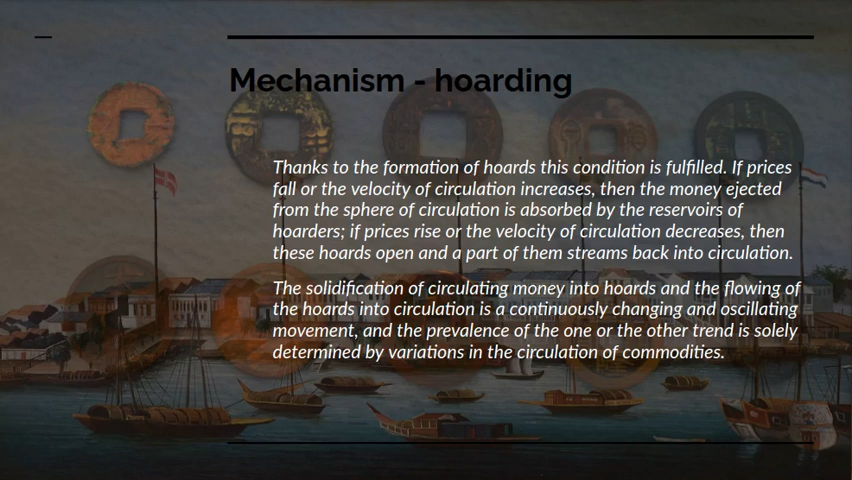 Mechanism - hoarding
Thanks to the formation of hoards this condition is fulfilled. If prices
fall or the velocity of circulation increases, then the money ejected
from the sphere of circulation is absorbed by the reservoirs of
hoarders; if prices rise or the velocity of circulation decreases, then
these hoards open and a part of them streams back into circulation.
The solidification of circulating money into hoards and the flowing of
the hoards into circulation is a continuously changing and oscillating
movement, and the prevalence of the one or the other trend is solely
determined by variations in the circulation of commodities.